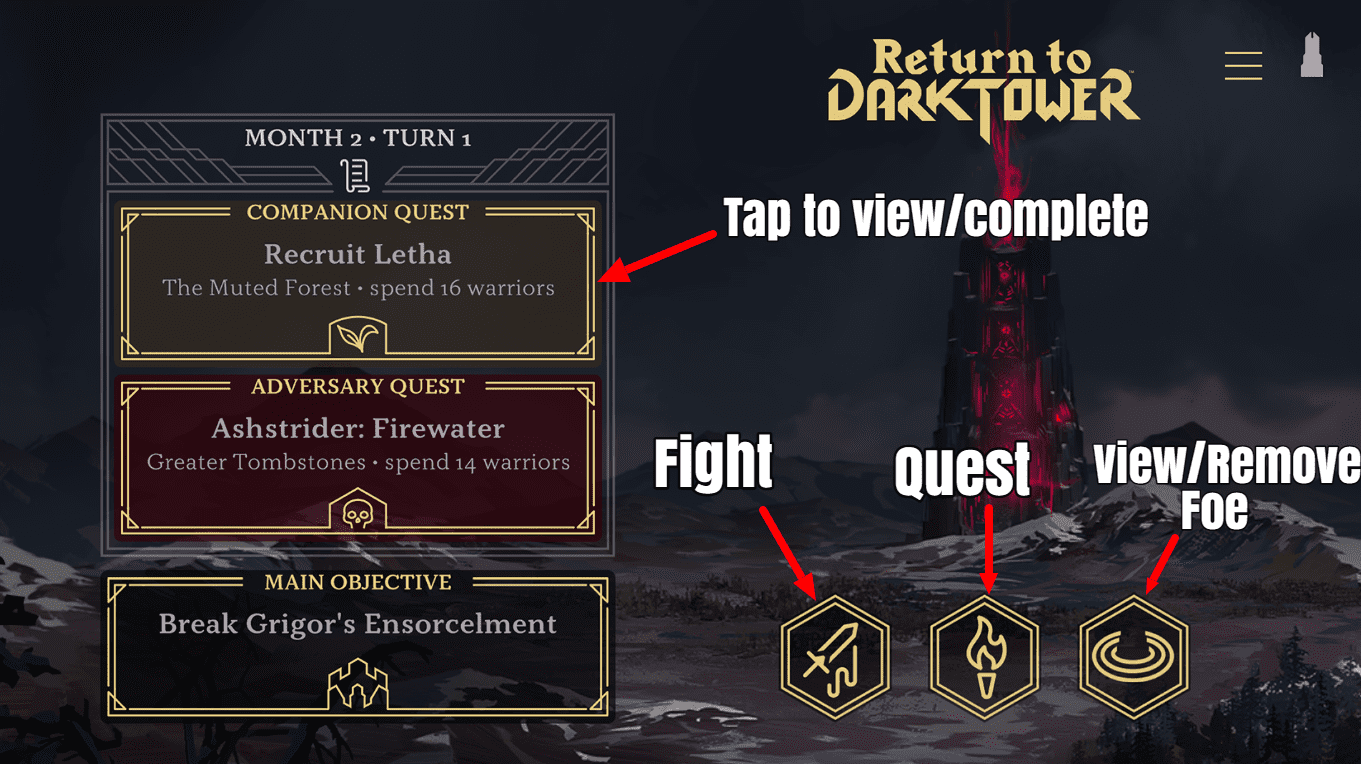 Return to
DARKTOWER™
MONTH 2 • TURN 1
COMPANION QUEST
Recruit Letha
The Muted Forest • spend 16 warriors
ADVERSARY QUEST
Ashstrider: Firewater
Greater Tombstones • spend 14 warriors
MAIN OBJECTIVE
Break Grigor's Ensorcelment
Tap to view/complete
Fight
Quest
View/Remove
Foe